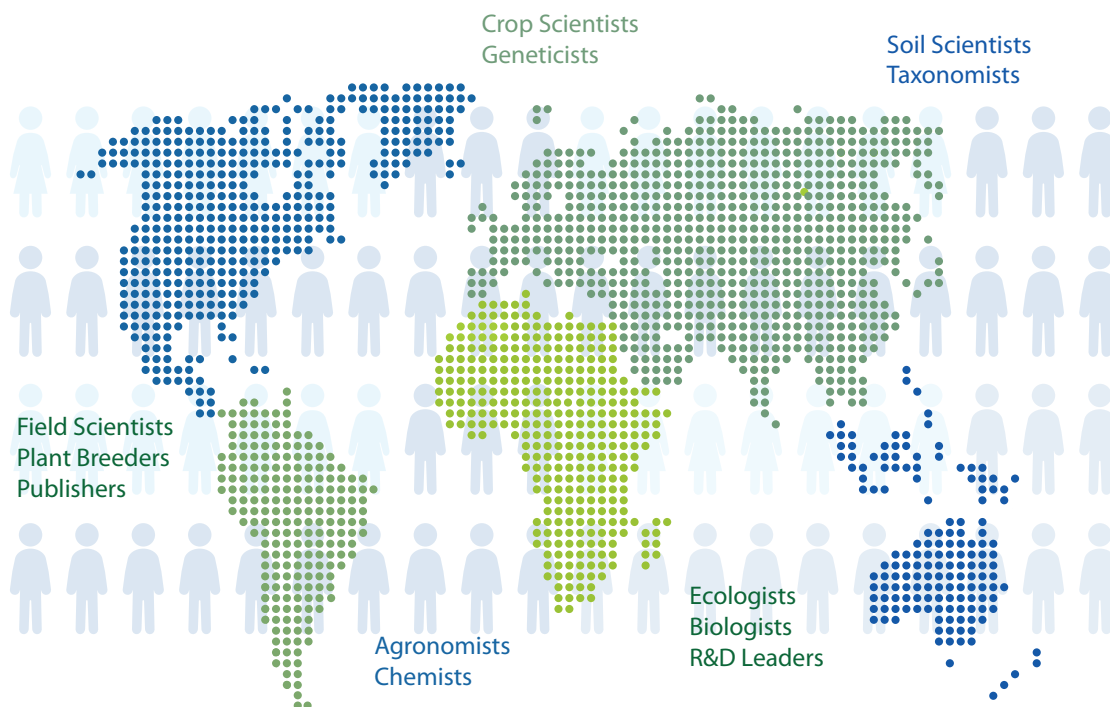 Crop Scientists
Geneticists
Soil Scientists
Taxonomists
Field Scientists
Plant Breeders
Publishers
Ecologists
Biologists
R&D Leaders
Agronomists
Chemists